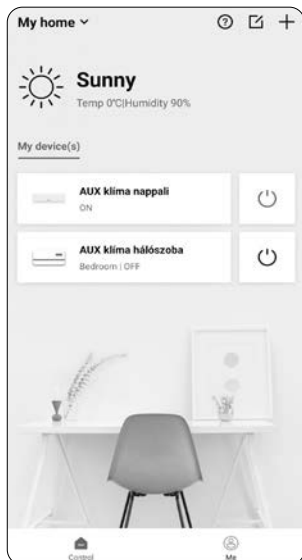 My home
Sunny
Temp 0℃|Humidity 90%
My device(s)
AUX klíma nappali
ON
AUX klíma hálószoba
Bedroom | OFF
Control
Me